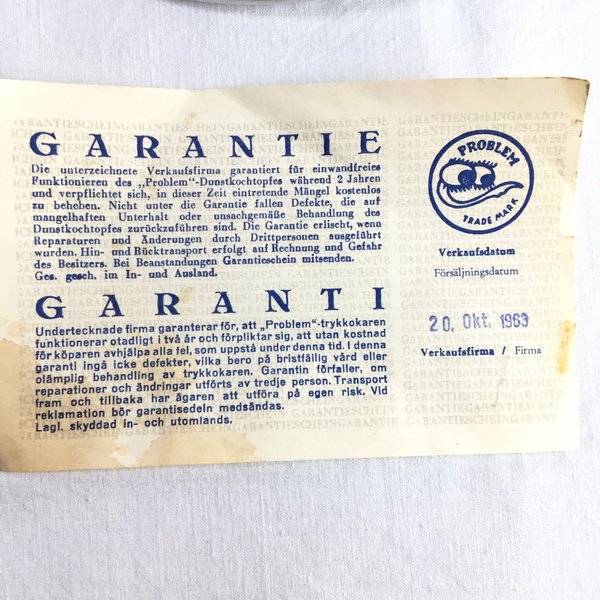 GARANTIE
Die unterzeichnete Verkaufsfirma garantiert für einwandfreies
Funktionieren des „Problem"-Dunstkochtopfes während 2 Jahren
und verpflichtet sich, in dieser Zeit eintretende Mängel kostenlos
zu beheben. Nicht unter die Garantie fallen Defekte, die auf
mangelhaften Unterhalt oder unsachgemäße Behandlung des
Dunstkochtopfes zurückzuführen sind. Die Garantie erlischt, wenn
Reparaturen und Änderungen durch Drittpersonen ausgeführt
wurden. Hin- und Rücktransport erfolgt auf Rechnung und Gefahr
des Besitzers. Bei Beanstandungen Garantieschein mitsenden.
Ges. gesch. im In- und Ausland.
GARANTI
Undertecknade firma garanterar för, att „Problem"-trykkokaren
funktionerar otadligt i två år och förpliktar sig, att utan kostnad
för köparen avhjälpa alla fel, som uppstå under denna tid. I denna
garanti ingå icke defekter, vilka bero på bristfällig vård eller
olämplig behandling av trykkokaren. Garantin förfaller, om
reparationer och ändringar utförts av tredje person. Transport
fram och tillbaka har ägaren att utföra på egen risk. Vid
reklamation bör garantisedeln medsändas.
Lagl. skyddad in- och utomlands.
PROBLEM
TRADE MARK
Verkaufsdatum
Försäljningsdatum
20. Okt. 1963
Verkaufsfirma / Firma